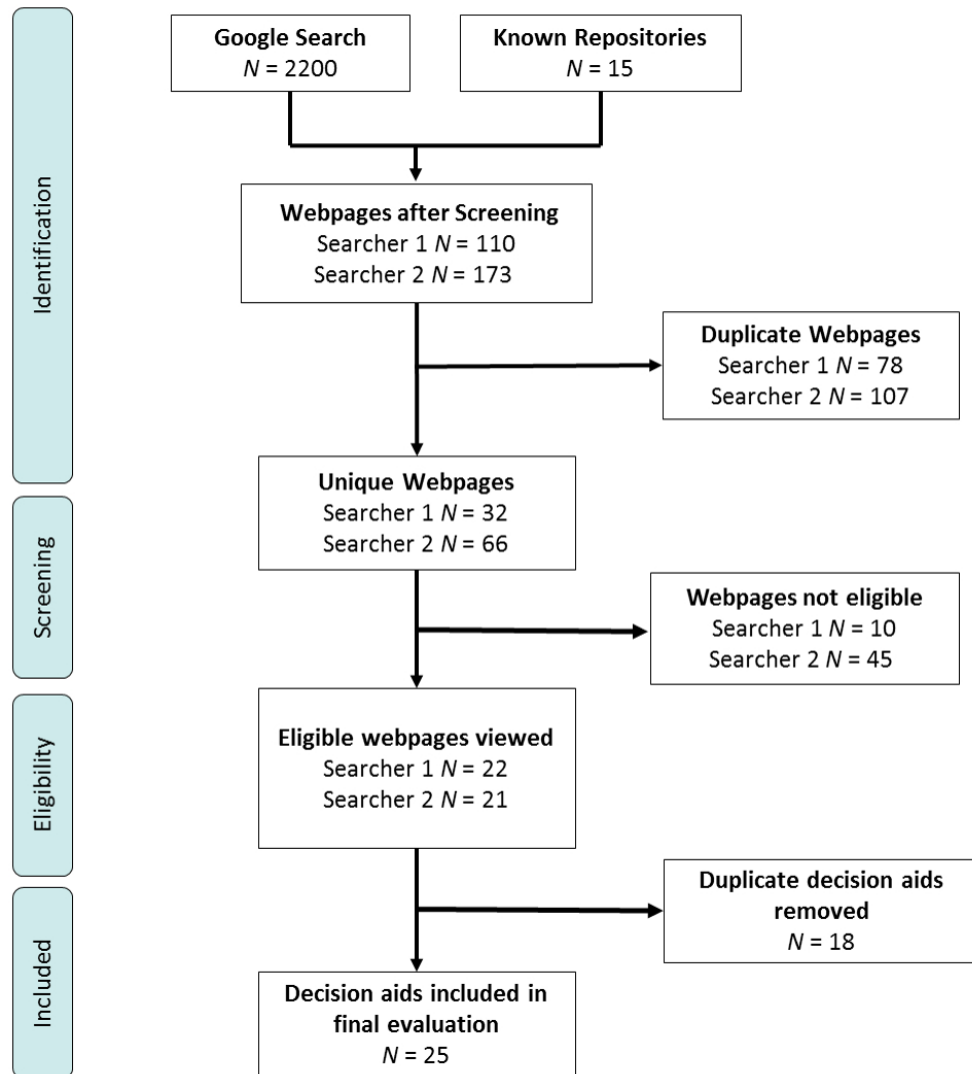 Google Search
N = 2200
Known Repositories
N = 15
Identification
Webpages after Screening
Searcher 1 N = 110
Searcher 2 N = 173
Duplicate Webpages
Searcher 1 N = 78
Searcher 2 N = 107
Unique Webpages
Searcher 1 N = 32
Searcher 2 N = 66
Screening
Webpages not eligible
Searcher 1 N = 10
Searcher 2 N = 45
Eligibility
Eligible webpages viewed
Searcher 1 N = 22
Searcher 2 N = 21
Duplicate decision aids
removed
N = 18
Included
Decision aids included in
final evaluation
N = 25